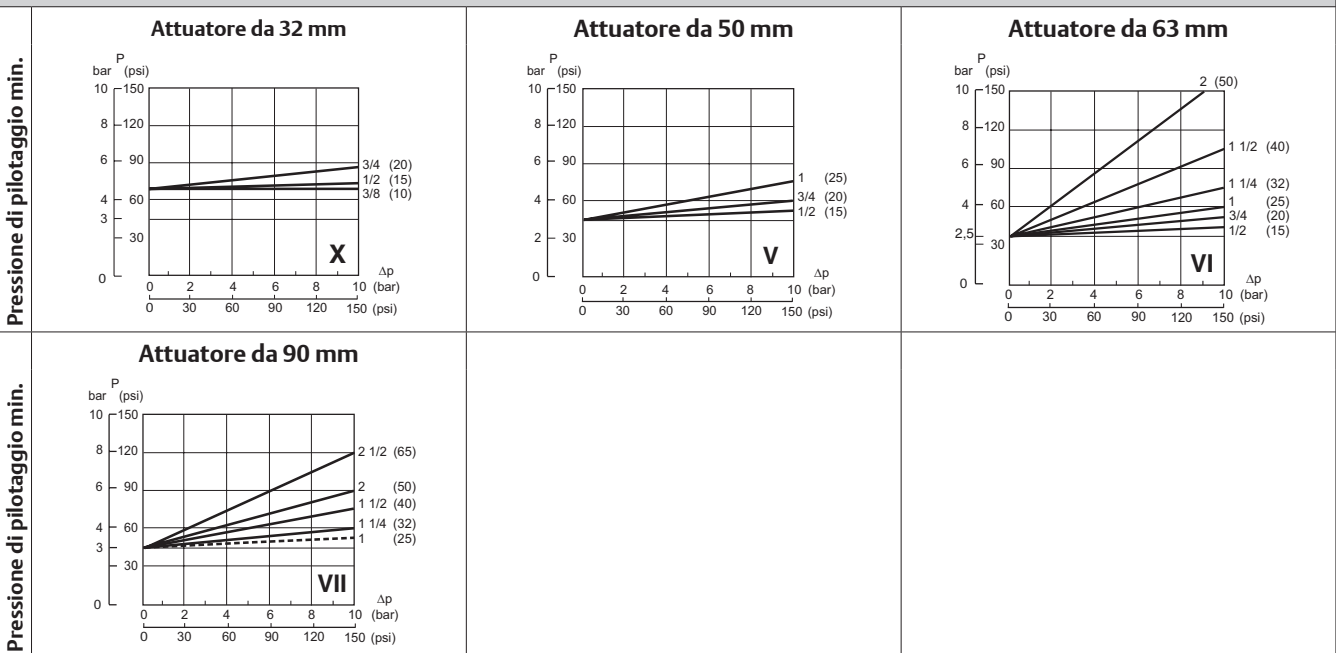 Pressione di pilotaggio min.
Attuatore da 32 mm
P
bar (psi)
10 150
8 120
6 90
4 60
3
30
0
3/4 (20)
1/2 (15)
3/8 (10)
X
Δp
0 2 4 6 8 10 (bar)
0 30 60 90 120 150 (psi)
Attuatore da 50 mm
P
bar (psi)
10 150
8 120
6 90
4 60
2 30
0
1 (25)
3/4 (20)
1/2 (15)
V
Δp
0 2 4 6 8 10 (bar)
0 30 60 90 120 150 (psi)
Attuatore da 63 mm
P
bar (psi)
10 150
8 120
6 90
4 60
2,5
30
0
2 (50)
1 1/2 (40)
1 1/4 (32)
1 (25)
3/4 (20)
1/2 (15)
VI
Δp
0 2 4 6 8 10 (bar)
0 30 60 90 120 150 (psi)
Pressione di pilotaggio min.
Attuatore da 90 mm
P
bar (psi)
10 150
8 120
6 90
4 60
3
30
0
2 1/2 (65)
2 (50)
1 1/2 (40)
1 1/4 (32)
1 (25)
VII
Δp
0 2 4 6 8 10 (bar)
0 30 60 90 120 150 (psi)